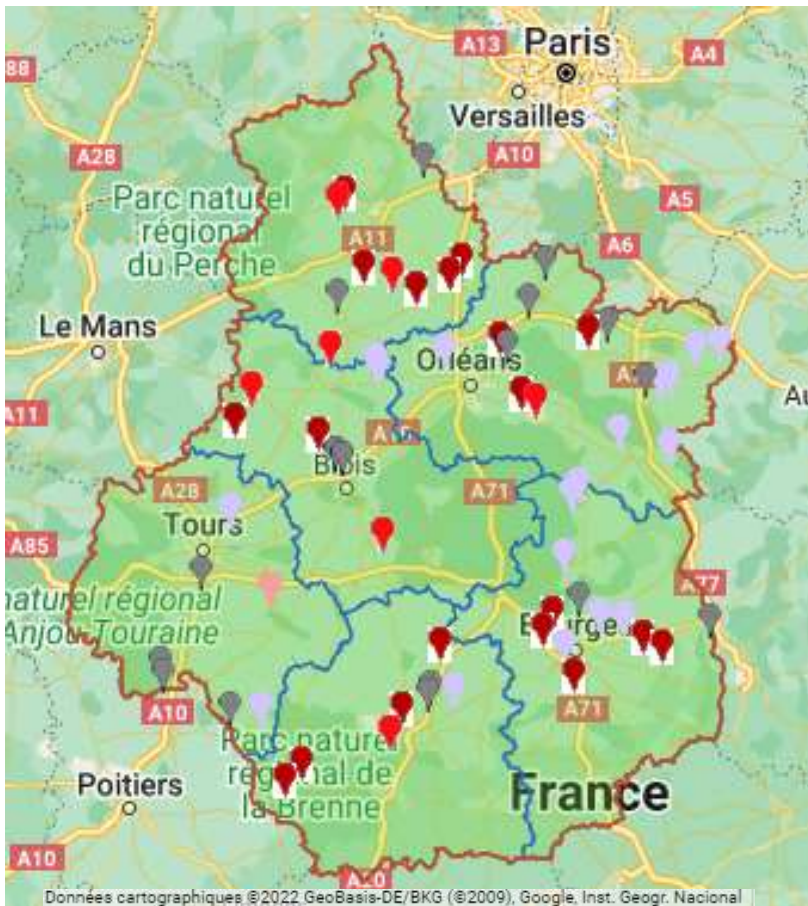 Paris
A13
A4
88
Versailles
A28
A10
Parc naturel
régional
du Perche
A11
A5
A6
Le Mans
Orléans
A11
Blois
A28
A71
Tours
A85
A77
naturel régional
Anjou-Touraine
A10
A71
Parc naturel
régional de
la Brenne
Poitiers
France
A10
A20
Données cartographiques ©2022 GeoBasis-DE/BKG (©2009), Google, Inst. Geogr. Nacional